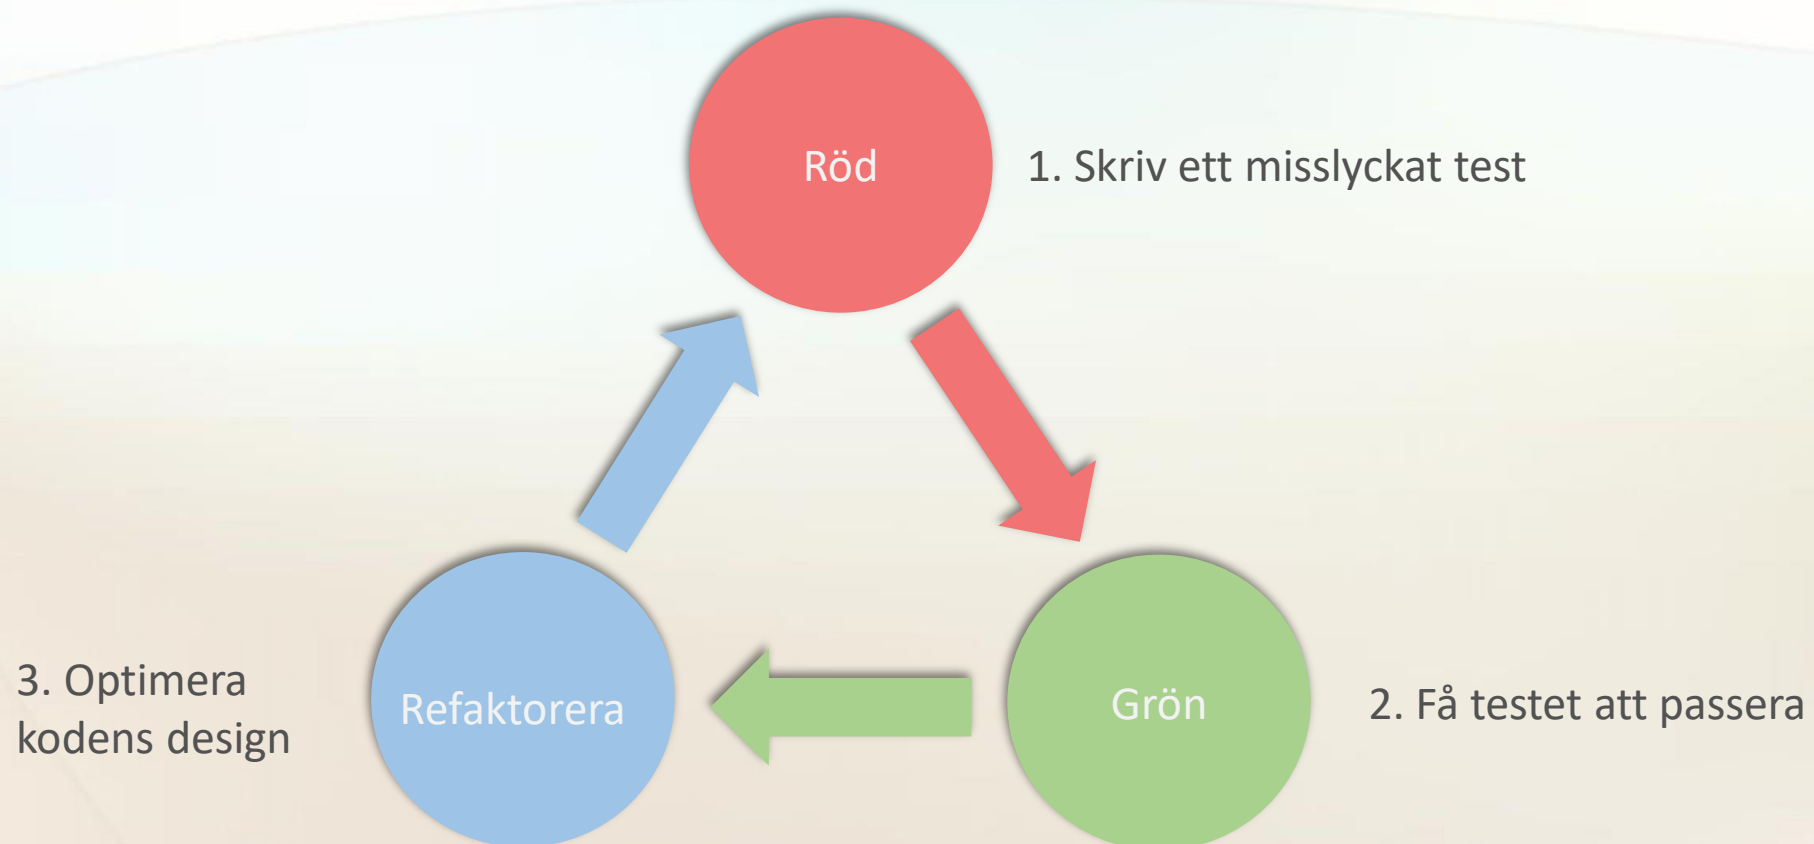 Röd
1. Skriv ett misslyckat test
Grön
2. Få testet att passera
Refaktorera
3. Optimera
kodens design